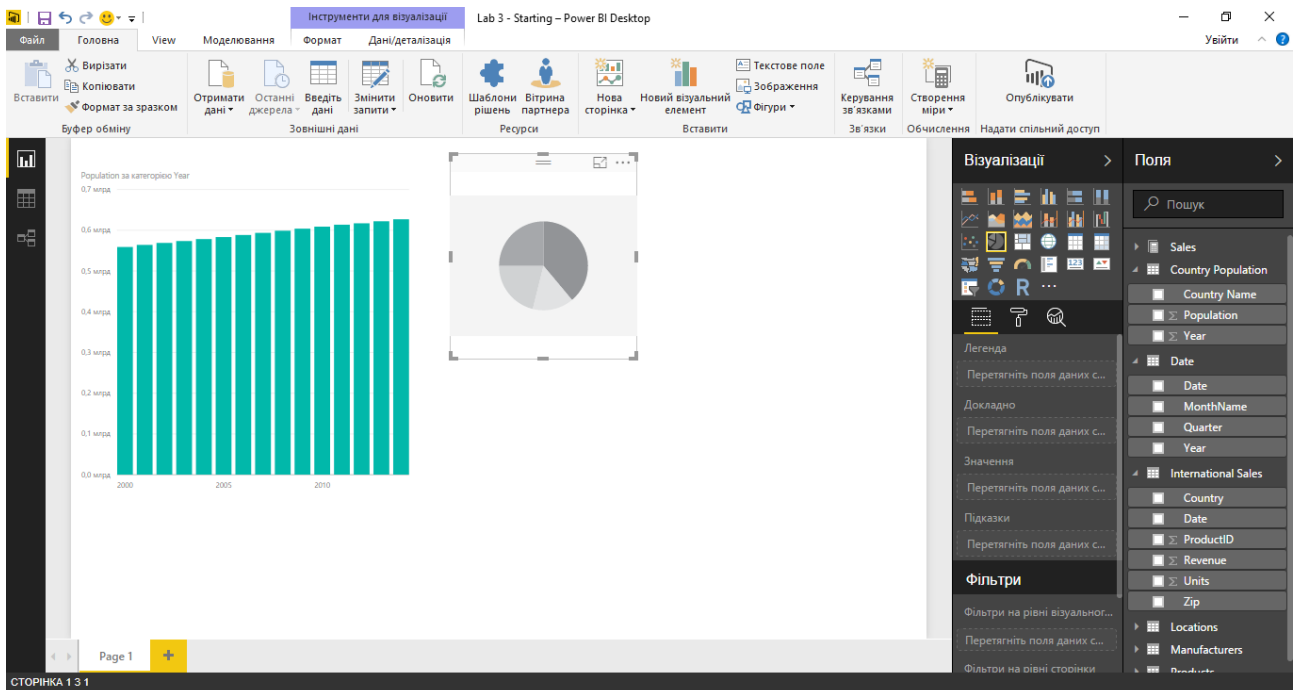 Інструменти для візуалізації
Lab 3 - Starting – Power BI Desktop
Файл
Головна
View
Моделювання
Формат
Дані/деталізація
Увійти
Вставити
Вирізати
Копіювати
Формат за зразком
Буфер обміну
Отримати дані
Останні джерела
Введіть дані
Змінити запити
Оновити
Зовнішні дані
Шаблони рішень
Вітрина партнера
Ресурси
Нова сторінка
Новий візуальний елемент
Текстове поле
Зображення
Фігури
Вставити
Керування зв'язками
Зв'язки
Створення міри
Обчислення
Опублікувати
Надати спільний доступ
Population за категорією Year
0,7 млрд
0,6 млрд
0,5 млрд
0,4 млрд
0,3 млрд
0,2 млрд
0,1 млрд
0,0 млрд
2000
2005
2010
Візуалізації
123
R
Легенда
Перетягніть поля даних с...
Докладно
Перетягніть поля даних с...
Значення
Перетягніть поля даних с...
Підказки
Перетягніть поля даних с...
Фільтри
Фільтри на рівні візуальног...
Перетягніть поля даних с...
Фільтри на рівні сторінки
Поля
Пошук
Sales
Country Population
Country Name
Σ Population
Σ Year
Date
Date
MonthName
Quarter
Year
International Sales
Country
Date
Σ ProductID
Σ Revenue
Σ Units
Zip
Locations
Manufacturers
Products
Page 1
СТОРІНКА 1 З 1